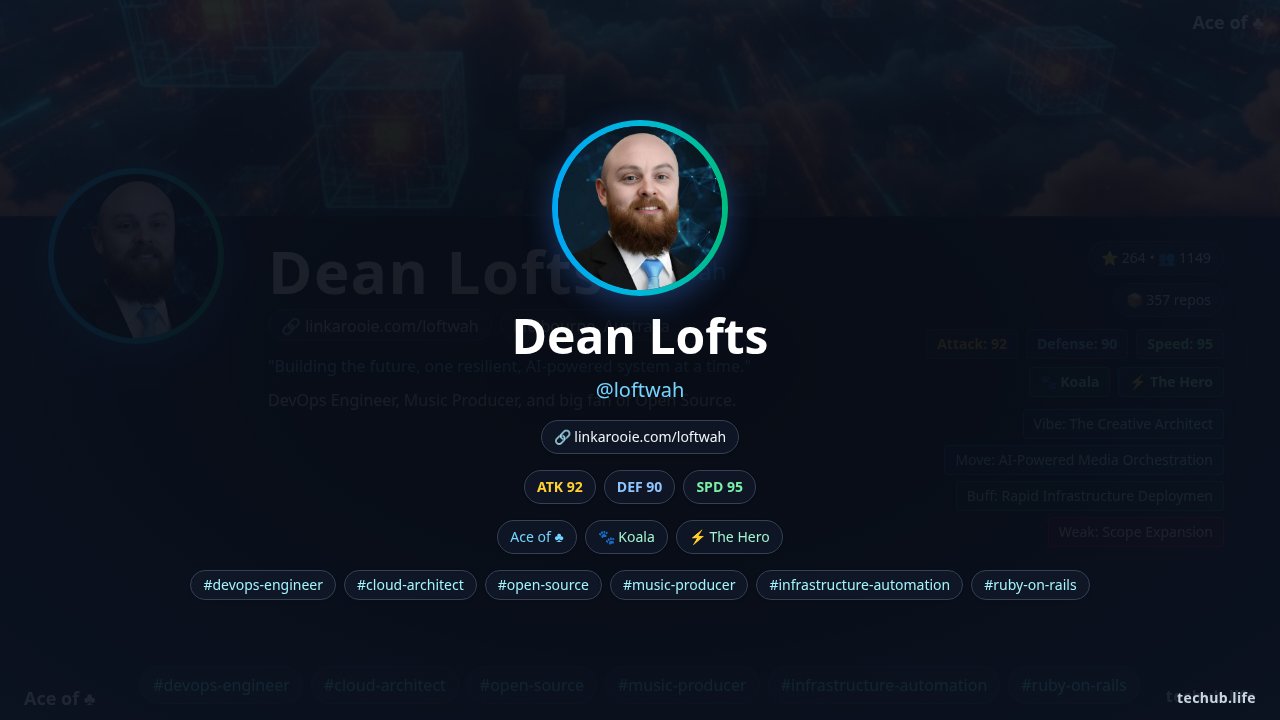 Ace of ♣
Dean Lofts
🔗 linkarooie.com/loftwah
"Building the future, one resilient, AI-powered system at a time."
DevOps Engineer, Music Producer, and big fan of Open Source.
⭐ 264 • 👥 1149
📦 357 repos
Attack: 92 Defense: 90 Speed: 95
🐾 Koala ⚡ The Hero
Vibe: The Creative Architect
Move: AI-Powered Media Orchestration
Buff: Rapid Infrastructure Deploymen
Weak: Scope Expansion
Dean Lofts
@loftwah
🔗 linkarooie.com/loftwah
ATK 92 DEF 90 SPD 95
Ace of ♣ 🐾 Koala ⚡ The Hero
#devops-engineer #cloud-architect #open-source #music-producer #infrastructure-automation #ruby-on-rails
#devops-engineer #cloud-architect #open-source #music-producer #infrastructure-automation #ruby-on-rails
Ace of ♣
techub.life